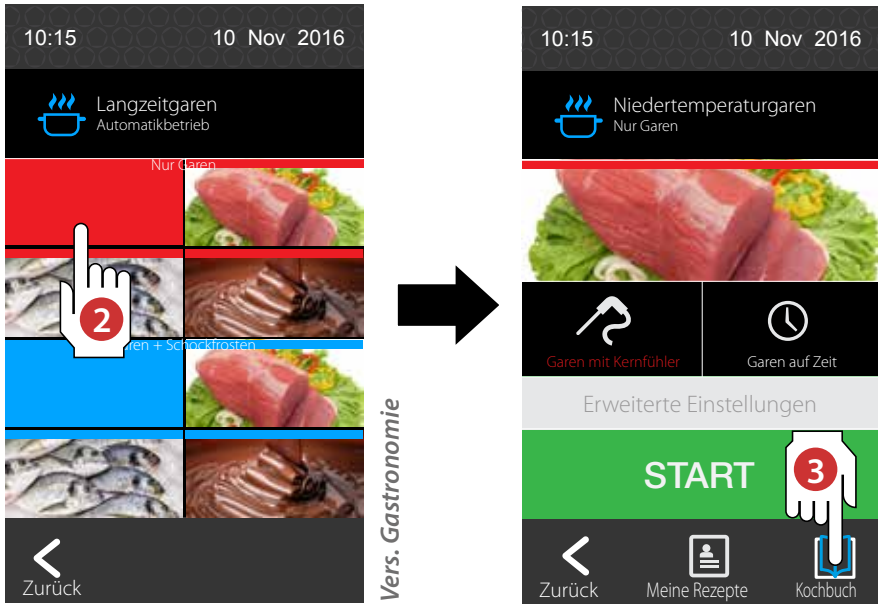 10:15 10 Nov 2016
Langzeitgaren
Automatikbetrieb
Nur Garen
2
ren + Schockfrosten
Zurück
Vers. Gastronomie
10:15 10 Nov 2016
Niedertemperaturgaren
Nur Garen
Garen mit Kernfühler
Garen auf Zeit
Erweiterte Einstellungen
START
3
Zurück
Meine Rezepte
Kochbuch